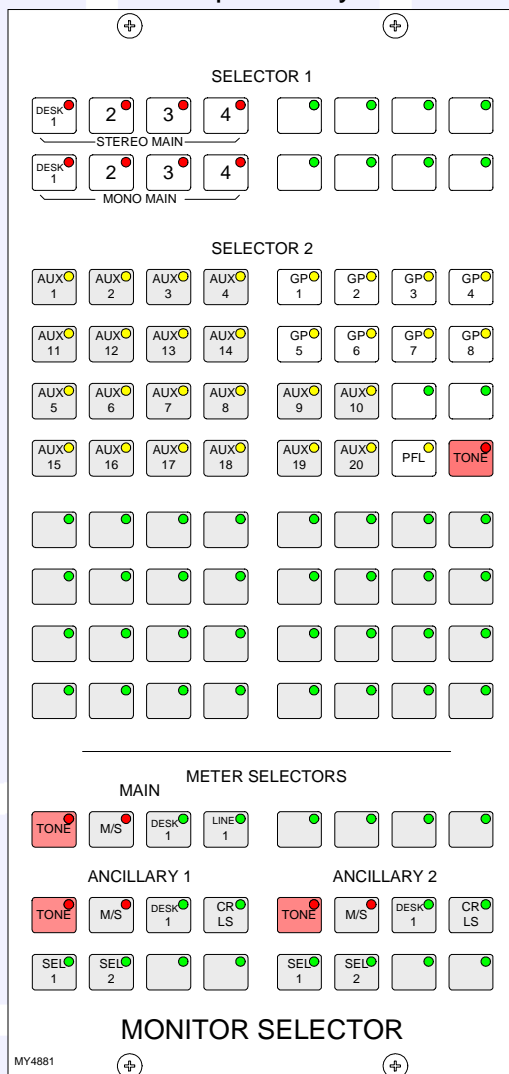 SELECTOR 1
DESK 1 2 3 4
STEREO MAIN
DESK 1 2 3 4
MONO MAIN
SELECTOR 2
AUX 1 AUX 2 AUX 3 AUX 4 GP 1 GP 2 GP 3 GP 4
AUX 11 AUX 12 AUX 13 AUX 14 GP 5 GP 6 GP 7 GP 8
AUX 5 AUX 6 AUX 7 AUX 8 AUX 9 AUX 10
AUX 15 AUX 16 AUX 17 AUX 18 AUX 19 AUX 20 PFL TONE
METER SELECTORS
MAIN
TONE M/S DESK 1 LINE 1
ANCILLARY 1 ANCILLARY 2
TONE M/S DESK 1 CR LS TONE M/S DESK 1 CR LS
SEL 1 SEL 2 SEL 1 SEL 2
MONITOR SELECTOR
MY4881